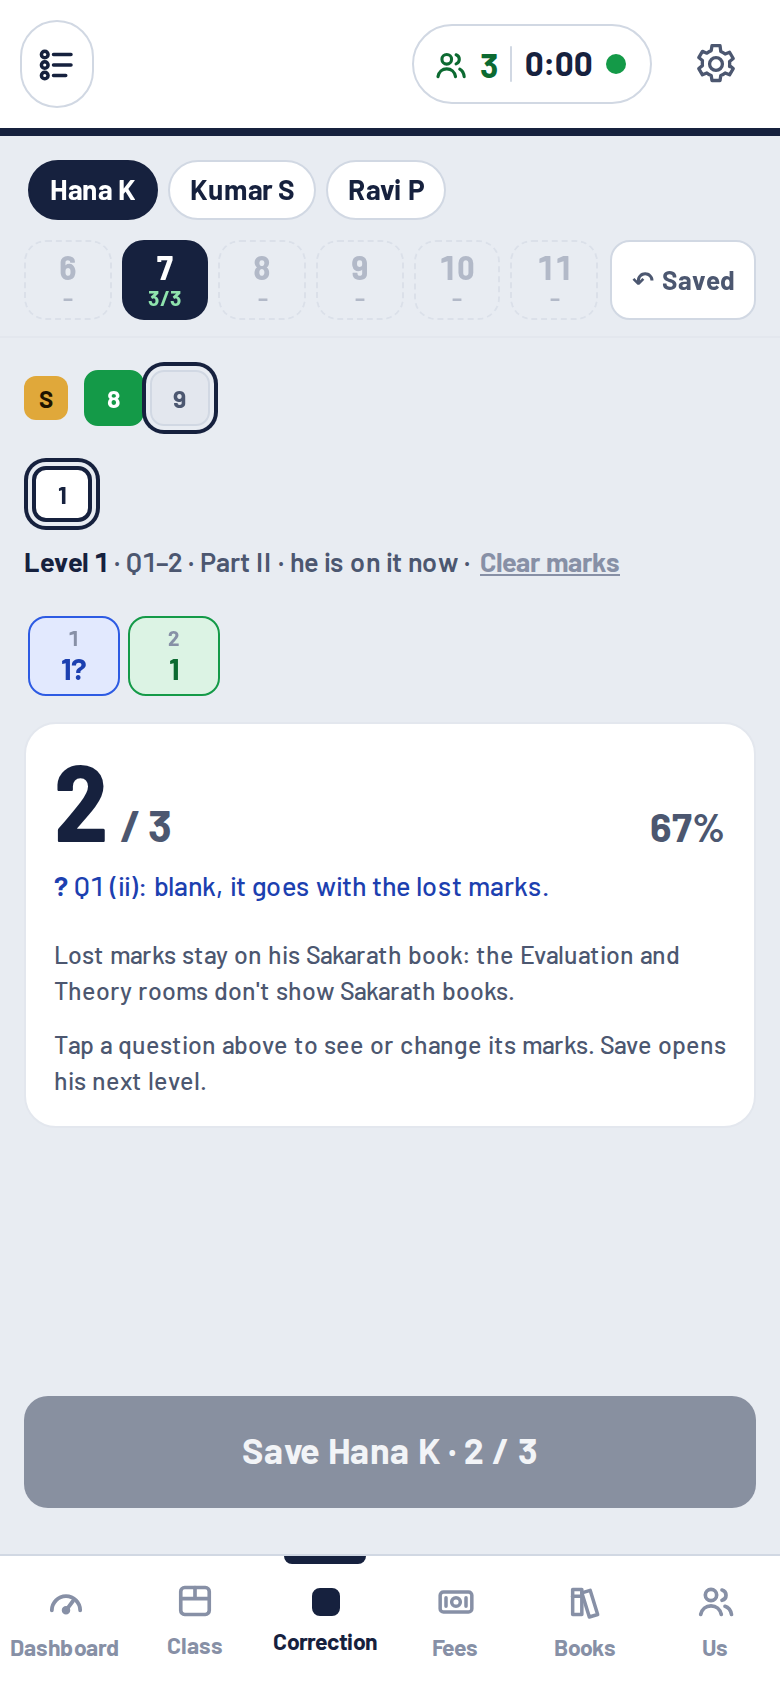 3 0:00
Hana K Kumar S Ravi P
6 7 8 9 10 11 ↶ Saved
- 3/3 - - - -
S 8 9
1
Level 1 · Q1–2 · Part II · he is on it now · Clear marks
1 2
1? 1
2 / 3 67%
? Q1 (ii): blank, it goes with the lost marks.
Lost marks stay on his Sakarath book: the Evaluation and
Theory rooms don't show Sakarath books.
Tap a question above to see or change its marks. Save opens
his next level.
Save Hana K · 2 / 3
Dashboard Class Correction Fees Books Us